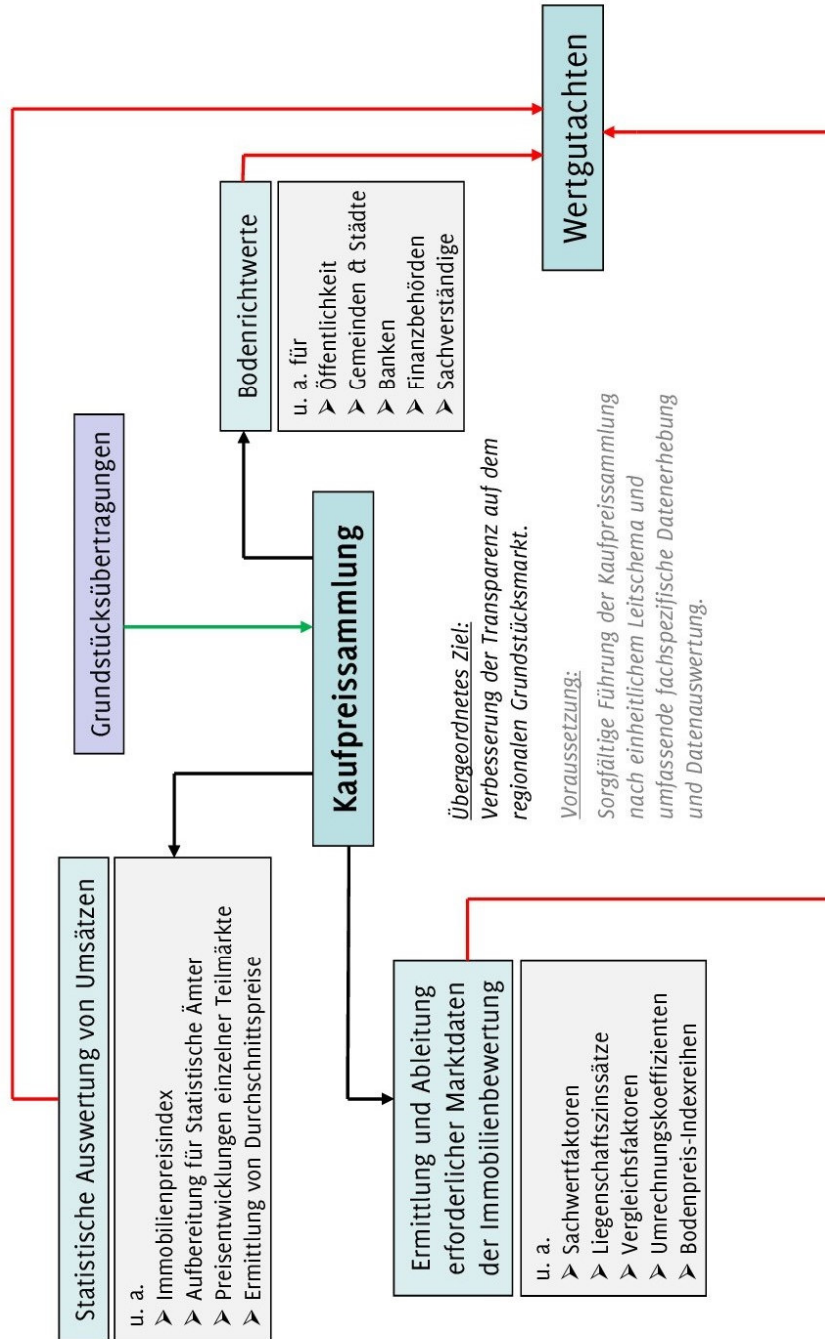 Grundstücksübertragungen
Statistische Auswertung von Umsätzen
u. a.
➢ Immobilienpreisindex
➢ Aufbereitung für Statistische Ämter
➢ Preisentwicklungen einzelner Teilmärkte
➢ Ermittlung von Durchschnittspreise
Kaufpreissammlung
Bodenrichtwerte
u. a. für
➢ Öffentlichkeit
➢ Gemeinden & Städte
➢ Banken
➢ Finanzbehörden
➢ Sachverständige
Ermittlung und Ableitung
erforderlicher Marktdaten
der Immobilienbewertung
u. a.
➢ Sachwertfaktoren
➢ Liegenschaftszinssätze
➢ Vergleichsfaktoren
➢ Umrechnungskoeffizienten
➢ Bodenpreis-Indexreihen
Übergeordnetes Ziel:
Verbesserung der Transparenz auf dem
regionalen Grundstücksmarkt.
Voraussetzung:
Sorgfältige Führung der Kaufpreissammlung
nach einheitlichem Leitschema und
umfassende fachspezifische Datenerhebung
und Datenauswertung.
Wertgutachten